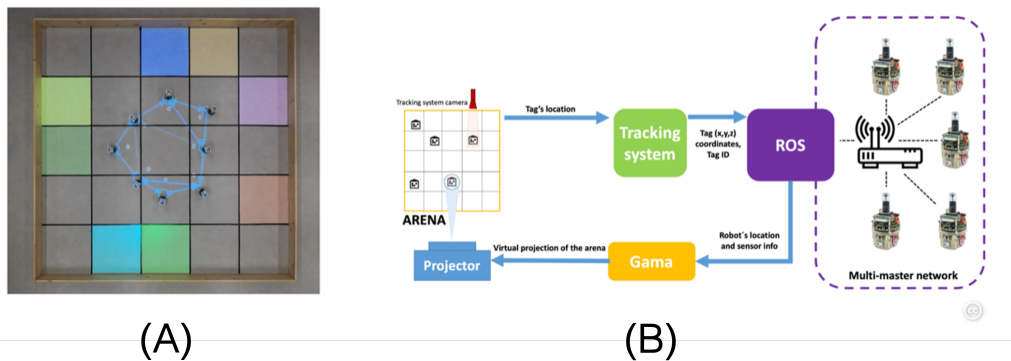 Tracking system camera
Tag's location
Tracking
system
Tag (x,y,z)
coordinates,
Tag ID
ROS
ARENA
Projector
Virtual projection of the arena
Gama
Robot´s location
and sensor info
Multi-master network
cc
(A)
(B)